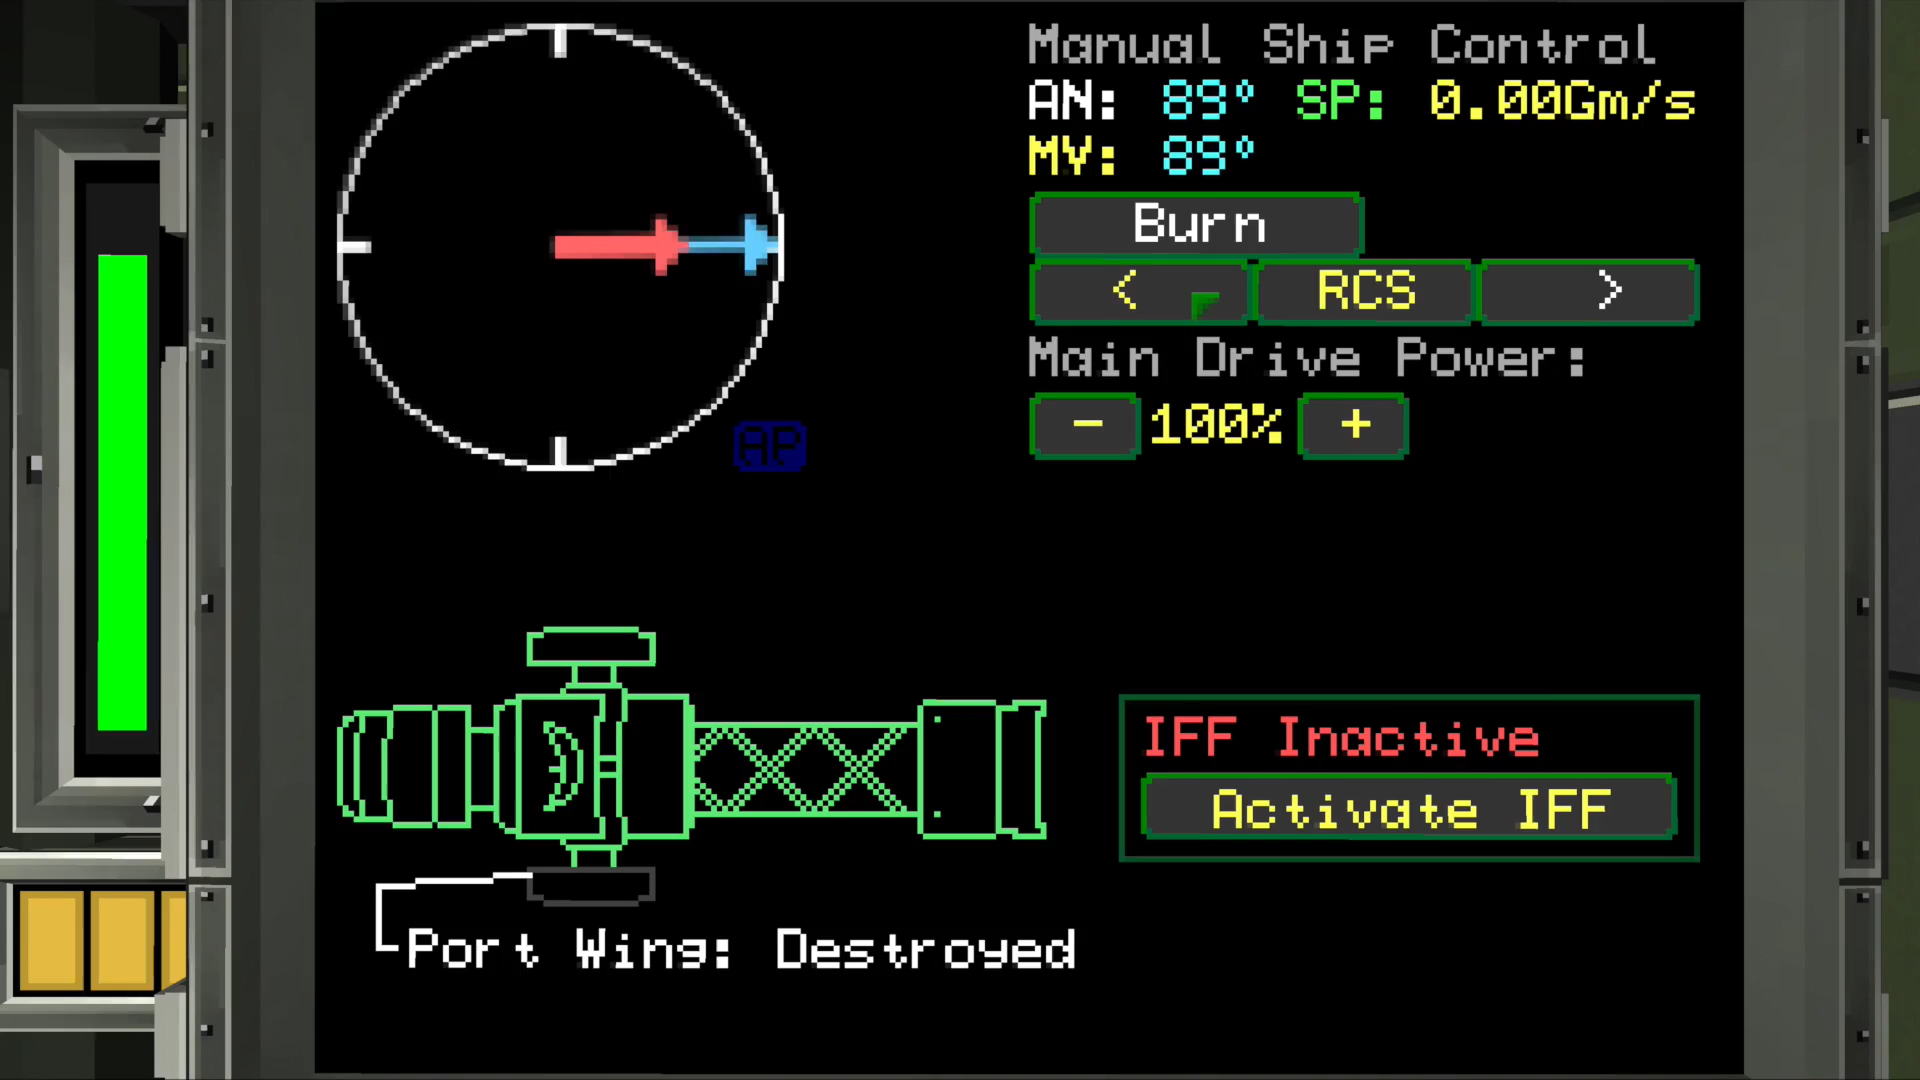 Manual Ship Control
AN: 89° SP: 0.00Gm/s
MV: 89°
Burn
< RCS >
Main Drive Power:
- 100% +
AP
IFF Inactive
Activate IFF
Port Wing: Destroyed